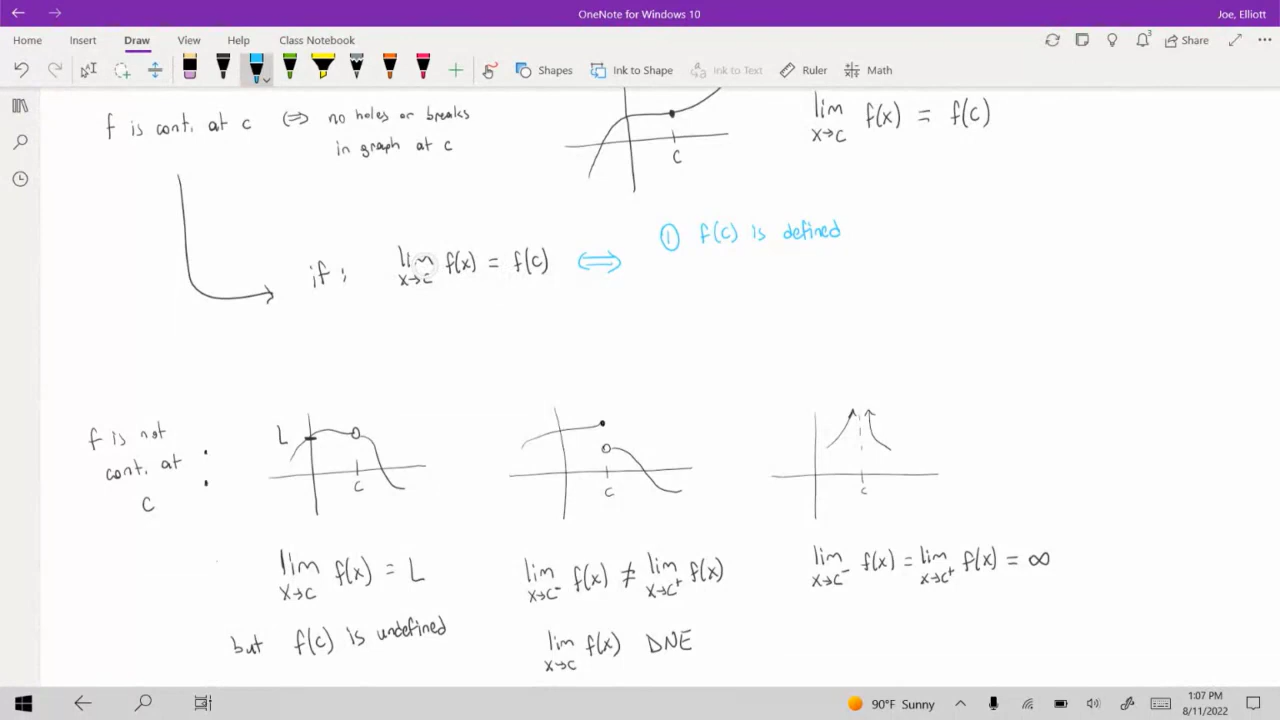 OneNote for Windows 10
Joe, Elliott
Home Insert Draw View Help Class Notebook
Share
Shapes Ink to Shape Ink to Text Ruler Math
f is cont. at c ⇔ no holes or breaks
in graph at c
c
lim f(x) = f(c)
x→c
① f(c) is defined
if : lim f(x) = f(c) ⇔
x→c
f is not
cont. at
c
:
L
c
c
c
lim f(x) = L
x→c
but f(c) is undefined
lim f(x) ≠ lim f(x)
x→c⁻ x→c⁺
lim f(x) DNE
x→c
lim f(x) = lim f(x) = ∞
x→c⁻ x→c⁺
90°F Sunny
1:07 PM
8/11/2022